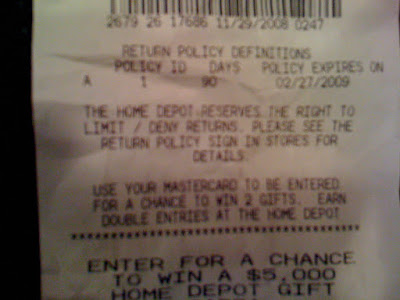 2679 26 17686 11/29/2008 0247
RETURN POLICY DEFINITIONS
POLICY ID DAYS POLICY EXPIRES ON
A 1 90 02/27/2009
THE HOME DEPOT RESERVES THE RIGHT TO
LIMIT / DENY RETURNS. PLEASE SEE THE
RETURN POLICY SIGN IN STORES FOR
DETAILS.
USE YOUR MASTERCARD TO BE ENTERED
FOR A CHANCE TO WIN 2 GIFTS. EARN
DOUBLE ENTRIES AT THE HOME DEPOT
***********************************
ENTER FOR A CHANCE
TO WIN A $5,000
HOME DEPOT GIFT